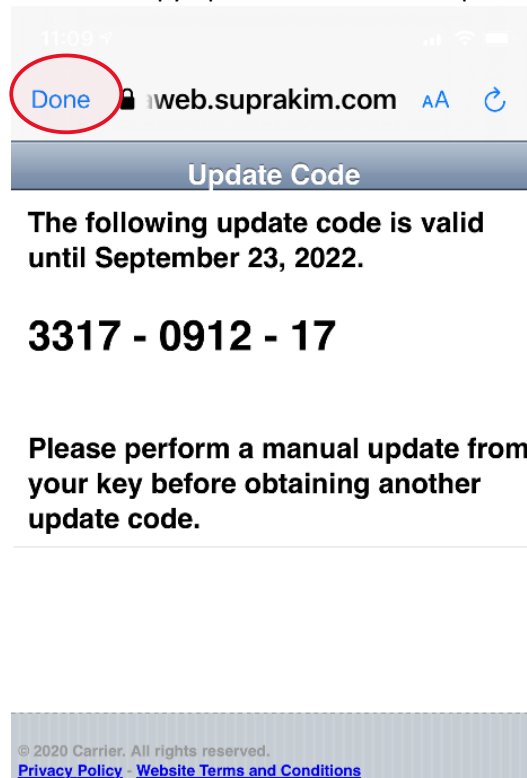 11:09
Done web.suprakim.com AA
Update Code
The following update code is valid
until September 23, 2022.
3317 - 0912 - 17
Please perform a manual update from
your key before obtaining another
update code.
© 2020 Carrier. All rights reserved.
Privacy Policy - Website Terms and Conditions